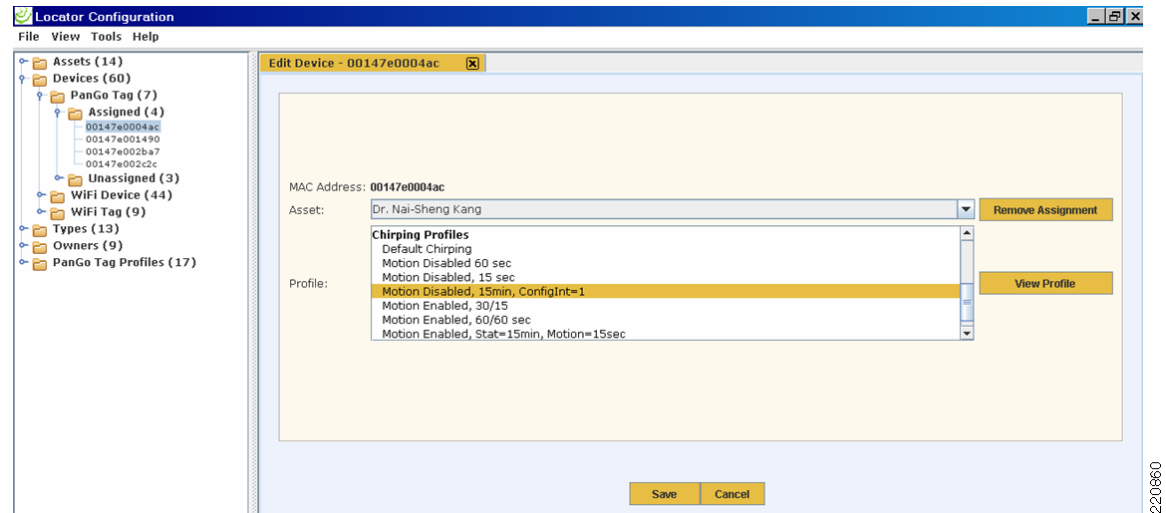 Locator Configuration
File View Tools Help
Assets (14)
Devices (60)
PanGo Tag (7)
Assigned (4)
00147e0004ac
00147e001490
00147e002ba7
00147e002c2c
Unassigned (3)
WiFi Device (44)
WiFi Tag (9)
Types (13)
Owners (9)
PanGo Tag Profiles (17)
Edit Device - 00147e0004ac
MAC Address: 00147e0004ac
Asset: Dr. Nai-Sheng Kang Remove Assignment
Profile:
Chirping Profiles
Default Chirping
Motion Disabled 60 sec
Motion Disabled, 15 sec
Motion Disabled, 15min, ConfigInt=1
Motion Enabled, 30/15
Motion Enabled, 60/60 sec
Motion Enabled, Stat=15min, Motion=15sec
View Profile
Save Cancel
220860